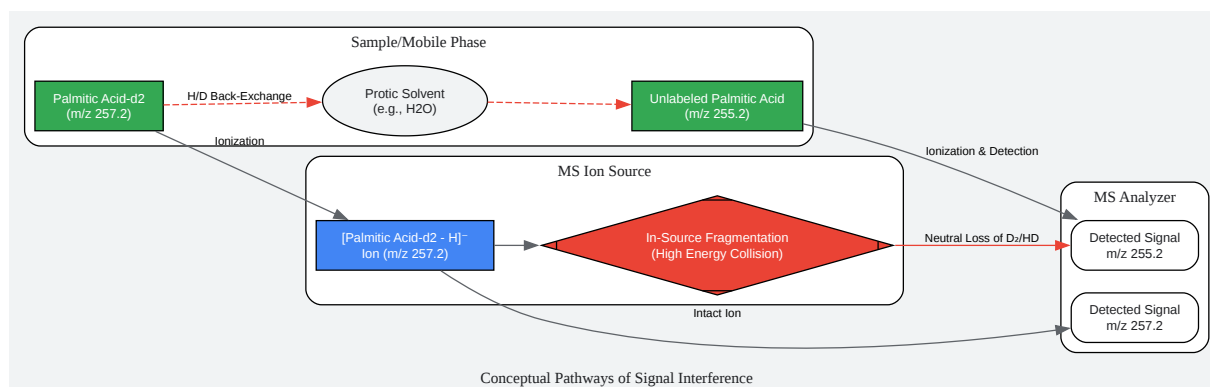 Sample/Mobile Phase
Palmitic Acid-d2
(m/z 257.2)
H/D Back-Exchange
Protic Solvent
(e.g., H2O)
Unlabeled Palmitic Acid
(m/z 255.2)
Ionization
Ionization & Detection
MS Ion Source
[Palmitic Acid-d2 - H]⁻
Ion (m/z 257.2)
In-Source Fragmentation
(High Energy Collision)
Neutral Loss of D₂/HD
MS Analyzer
Detected Signal
m/z 255.2
Detected Signal
m/z 257.2
Intact Ion
Conceptual Pathways of Signal Interference